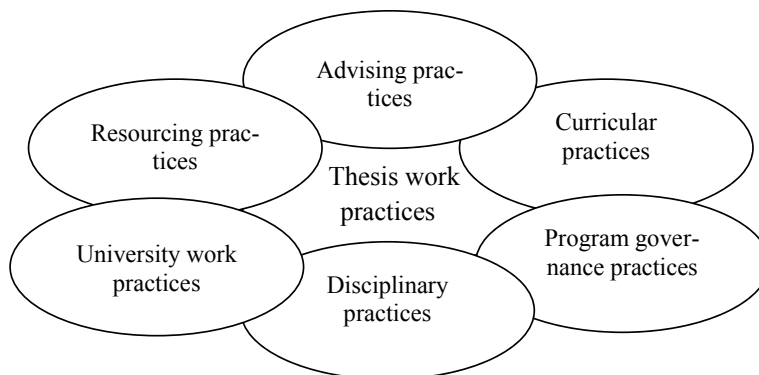 Advising prac-
tices
Resourcing prac-
tices
Curricular
practices
Thesis work
practices
University work
practices
Program gover-
nance practices
Disciplinary
practices